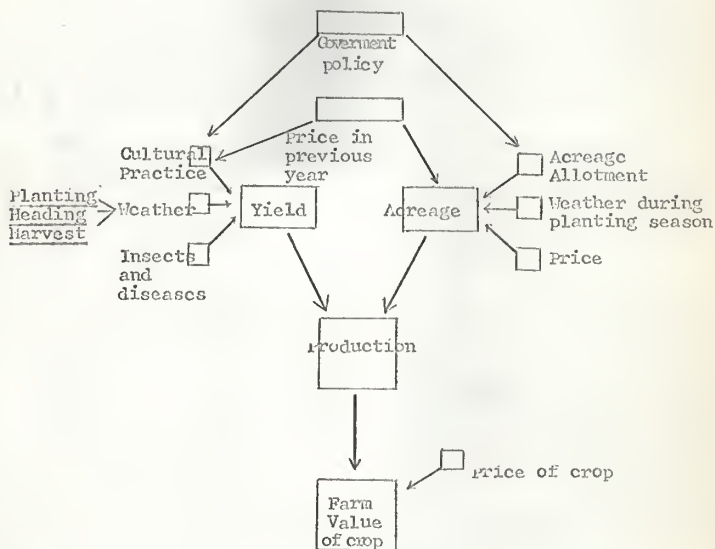 Goverment
policy
Price in
previous
year
Cultural
Practice
Acreage
Allotment
Planting
Heading
Harvest
Weather
Yield
Acreage
Weather during
planting season
Insects
and
diseases
Price
Production
Price of crop
Farm
Value
of crop